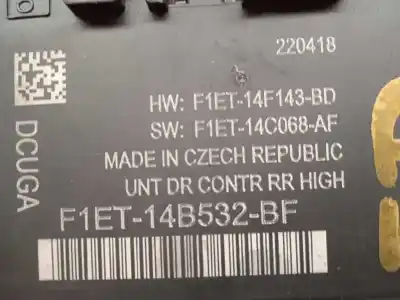 220418
HW: F1ET-14F143-BD
SW: F1ET-14C068-AF
MADE IN CZECH REPUBLIC
UNT DR CONTR RR HIGH
F1ET-14B532-BF
DCUGA